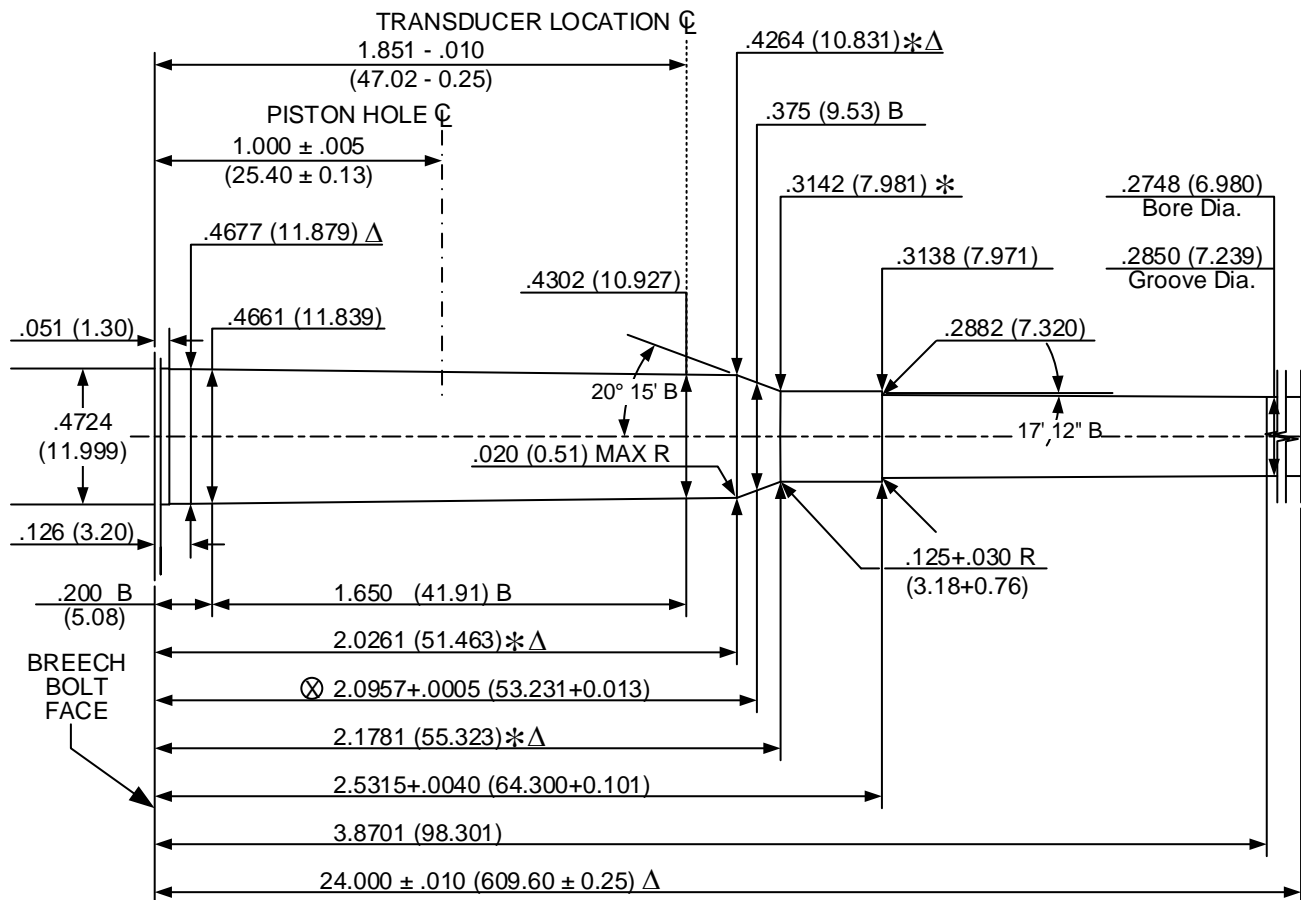 TRANSDUCER LOCATION ℄
1.851 - .010
(47.02 - 0.25)
.4264 (10.831)✻Δ
PISTON HOLE ℄
.375 (9.53) B
1.000 ± .005
(25.40 ± 0.13)
.3142 (7.981) ✻
.2748 (6.980)
Bore Dia.
.4677 (11.879) Δ
.4302 (10.927)
.3138 (7.971)
.2850 (7.239)
Groove Dia.
.051 (1.30)
.4661 (11.839)
.2882 (7.320)
20° 15' B
.4724
(11.999)
17' 12" B
.020 (0.51) MAX R
.126 (3.20)
.125+.030 R
(3.18+0.76)
.200 B
(5.08)
1.650 (41.91) B
2.0261 (51.463)✻Δ
BREECH
BOLT
FACE
⊗ 2.0957+.0005 (53.231+0.013)
2.1781 (55.323)✻Δ
2.5315+.0040 (64.300+0.101)
3.8701 (98.301)
24.000 ± .010 (609.60 ± 0.25) Δ